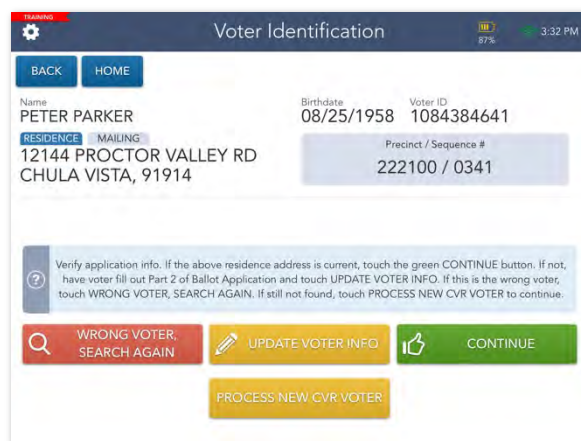 TRAINING
Voter Identification
87%
3:32 PM
BACK HOME
Name
PETER PARKER
Birthdate
08/25/1958
Voter ID
1084384641
RESIDENCE MAILING
12144 PROCTOR VALLEY RD
CHULA VISTA, 91914
Precinct / Sequence #
222100 / 0341
Verify application info. If the above residence address is current, touch the green CONTINUE button. If not,
have voter fill out Part 2 of Ballot Application and touch UPDATE VOTER INFO. If this is the wrong voter,
touch WRONG VOTER, SEARCH AGAIN. If still not found, touch PROCESS NEW CVR VOTER to continue.
WRONG VOTER,
SEARCH AGAIN
UPDATE VOTER INFO
CONTINUE
PROCESS NEW CVR VOTER